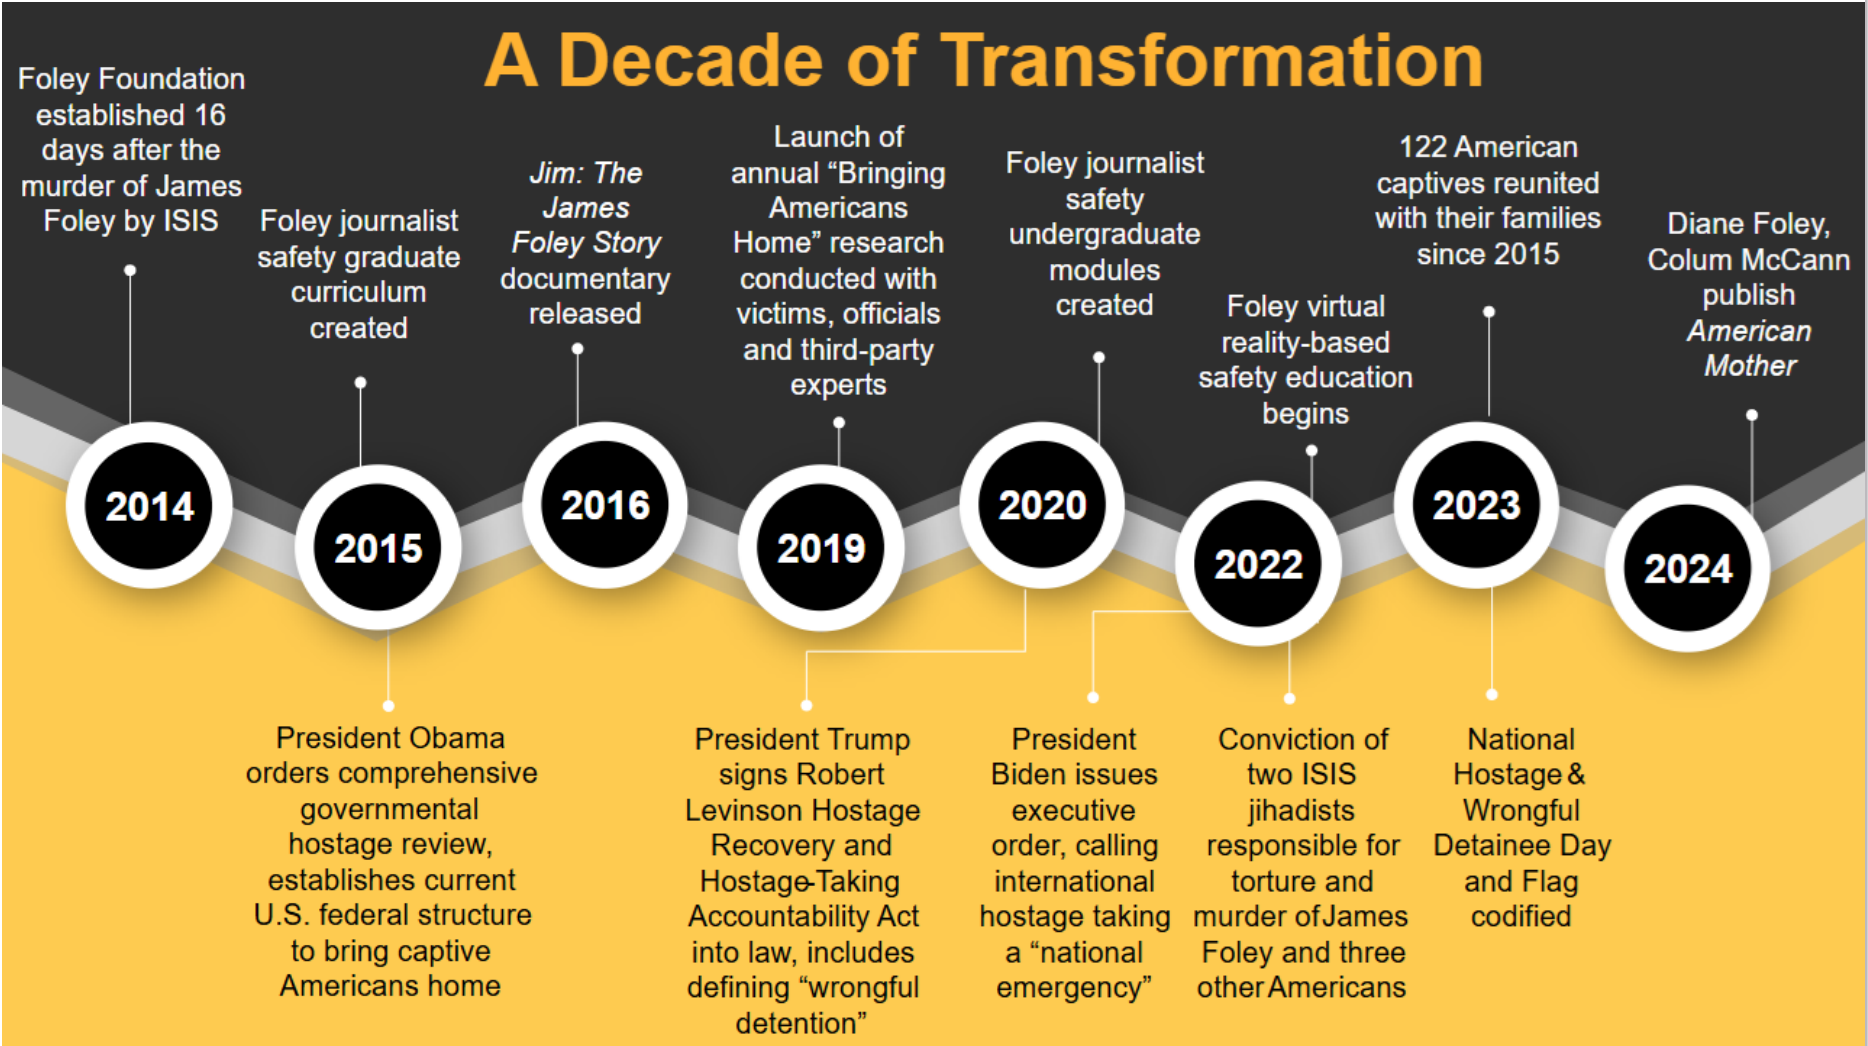 A Decade of Transformation
Foley Foundation
established 16
days after the
murder of James
Foley by ISIS
Foley journalist
safety graduate
curriculum
created
Jim: The
James
Foley Story
documentary
released
Launch of
annual “Bringing
Americans
Home” research
conducted with
victims, officials
and third-party
experts
Foley journalist
safety
undergraduate
modules
created
Foley virtual
reality-based
safety education
begins
122 American
captives reunited
with their families
since 2015
Diane Foley,
Colum McCann
publish
American
Mother
2014
2015
2016
2019
2020
2022
2023
2024
President Obama
orders comprehensive
governmental
hostage review,
establishes current
U.S. federal structure
to bring captive
Americans home
President Trump
signs Robert
Levinson Hostage
Recovery and
Hostage-Taking
Accountability Act
into law, includes
defining “wrongful
detention”
President
Biden issues
executive
order, calling
international
hostage taking
a “national
emergency”
Conviction of
two ISIS
jihadists
responsible for
torture and
murder of James
Foley and three
other Americans
National
Hostage &
Wrongful
Detainee Day
and Flag
codified